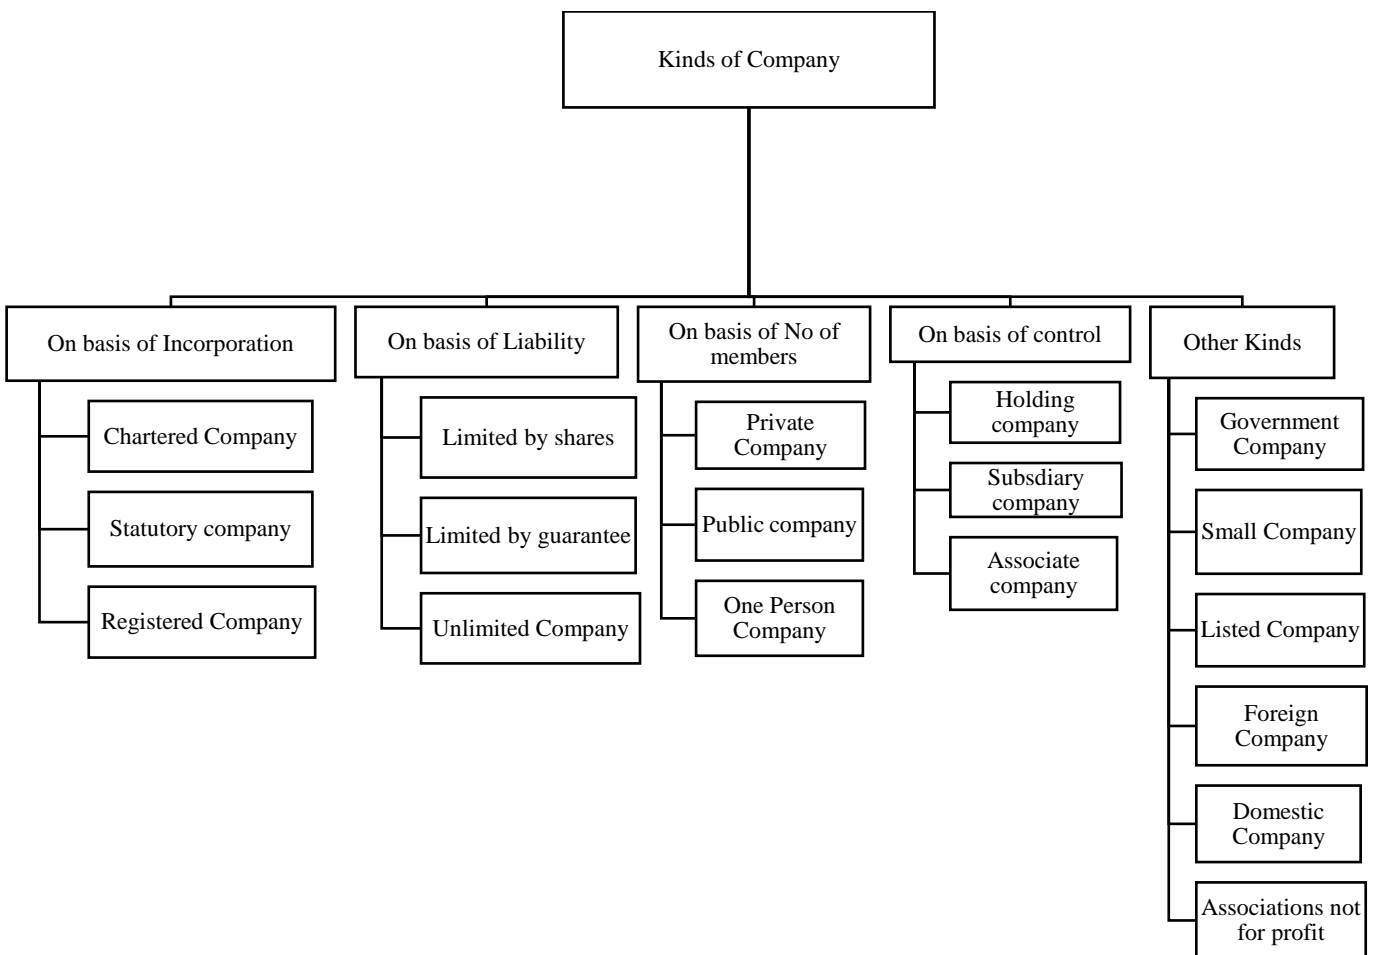 Kinds of Company
On basis of Incorporation
Chartered Company
Statutory company
Registered Company
On basis of Liability
Limited by shares
Limited by guarantee
Unlimited Company
On basis of No of
members
Private
Company
Public company
One Person
Company
On basis of control
Holding
company
Subsdiary
company
Associate
company
Other Kinds
Government
Company
Small Company
Listed Company
Foreign
Company
Domestic
Company
Associations not
for profit